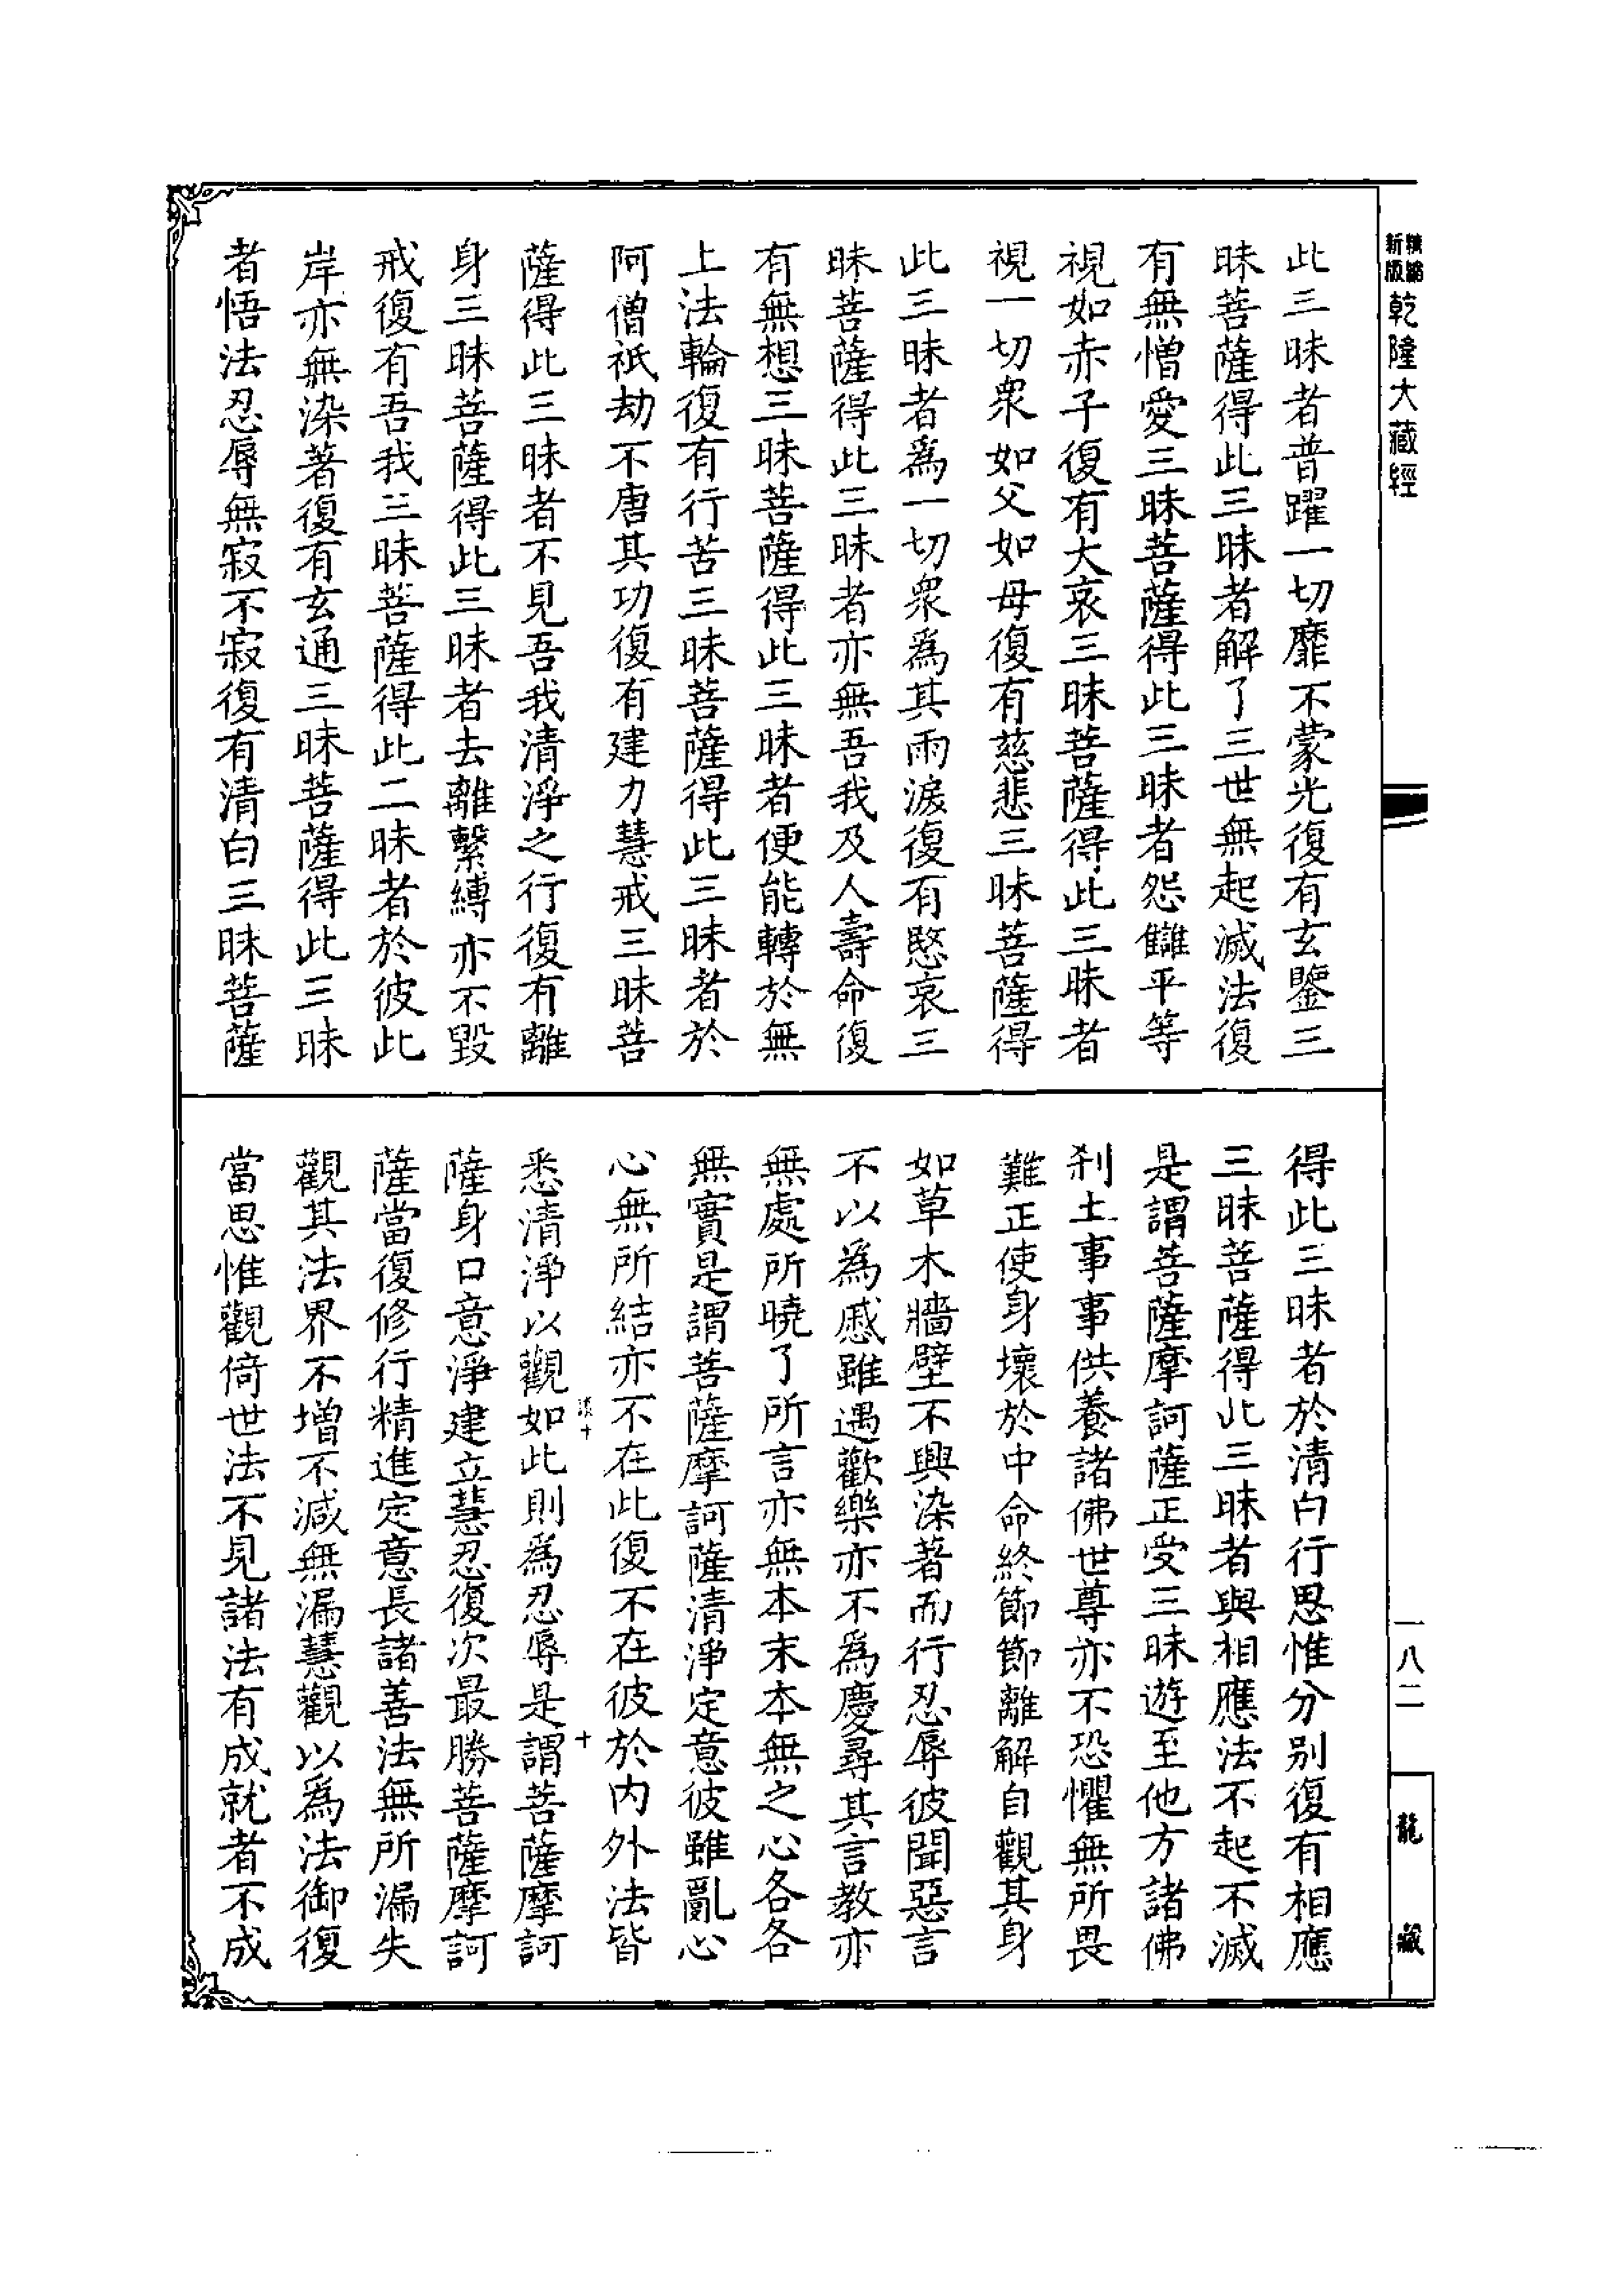 精縮新版乾隆大藏經
此三昧者普躍一切靡不蒙光復有玄鑒三
昧菩薩得此三昧者解了三世無起滅法復
有無憎愛三昧菩薩得此三昧者怨讎平等
視如赤子復有大哀三昧菩薩得此三昧者
視一切衆如父如母復有慈悲三昧菩薩得
此三昧者爲一切衆爲其雨淚復有愍哀三
昧菩薩得此三昧者亦無吾我及人壽命復
有無想三昧菩薩得此三昧者便能轉於無
上法輪復有行苦三昧菩薩得此三昧者於
阿僧祇劫不唐其功復有建力慧戒三昧菩
薩得此三昧者不見吾我清淨之行復有離
身三昧菩薩得此三昧者去離繫縛亦不毀
戒復有吾我三昧菩薩得此二昧者於彼此
岸亦無染著復有玄通三昧菩薩得此三昧
者悟法忍辱無寂不寂復有清白三昧菩薩
得此三昧者於清白行思惟分別復有相應
三昧菩薩得此三昧者與相應法不起不滅
是謂菩薩摩訶薩正受三昧遊至他方諸佛
刹土事事供養諸佛世尊亦不恐懼無所畏
難正使身壞於中命終節節離解自觀其身
如草木牆壁不興染著而行忍辱彼聞惡言
不以為慼雖遇歡樂亦不爲慶尋其言教亦
無處所曉了所言亦無本末本無之心各各
無實是謂菩薩摩訶薩清淨定意彼雖亂心
心無所結亦不在此復不在彼於内外法皆
十
悉清淨以觀如此則爲忍辱是謂菩薩摩訶
薩身口意淨建立慧忍復次最勝菩薩摩訶
薩當復修行精進定意長諸善法無所漏失
觀其法界不增不減無漏慧觀以爲法御復
當思惟觀倚世法不見諸法有成就者不成
一八二
龍藏